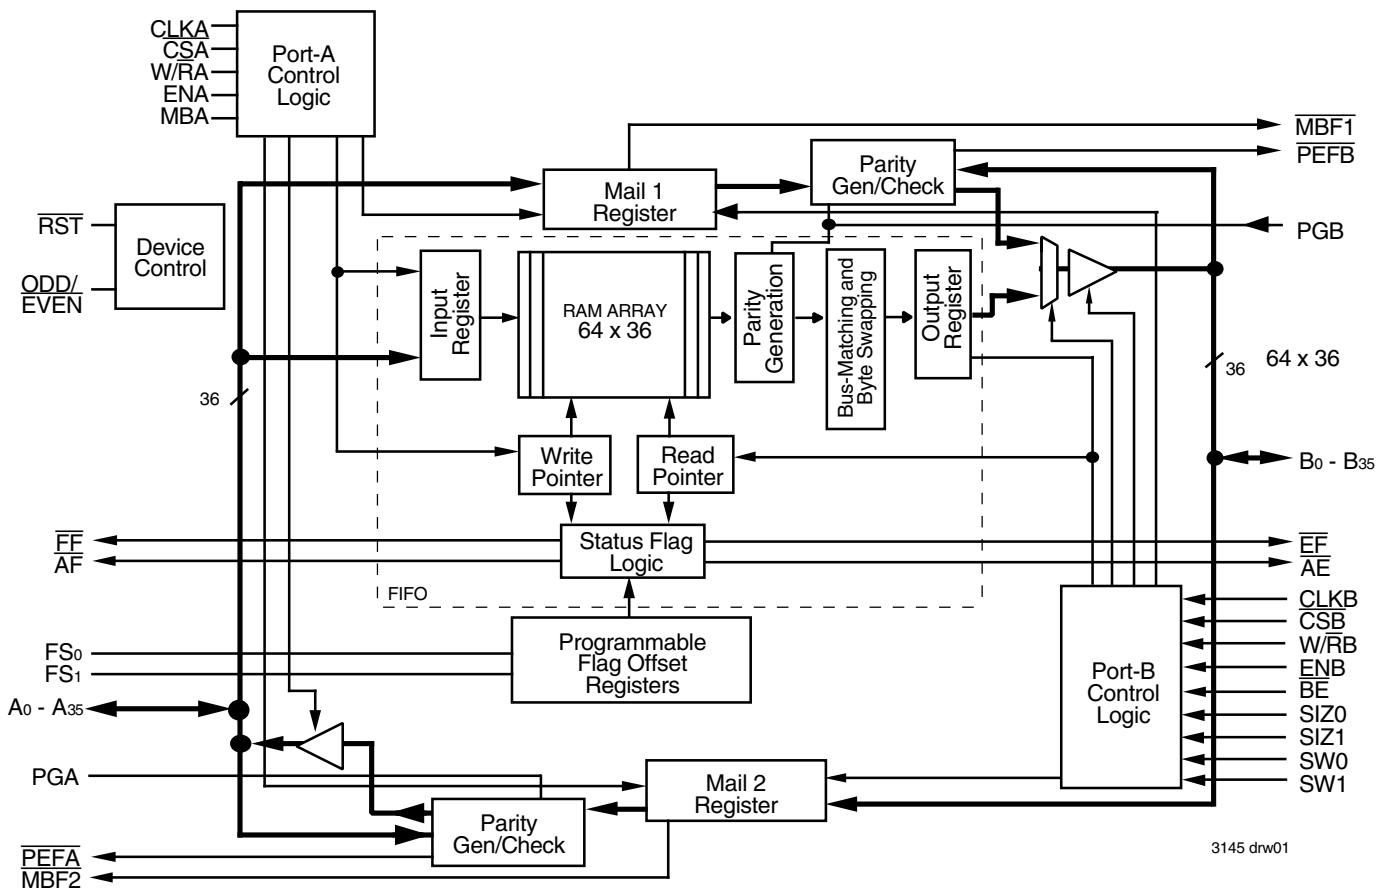 CLKA
CSA
W/RA
ENA
MBA
Port-A
Control
Logic
MBF1
PEFB
Parity
Gen/Check
Mail 1
Register
RST
ODD/
EVEN
Device
Control
PGB
Input
Register
RAM ARRAY
64 x 36
Parity
Generation
Bus-Matching and
Byte Swapping
Output
Register
36
36
64 x 36
Write
Pointer
Read
Pointer
B0 - B35
FF
AF
Status Flag
Logic
EF
AE
FIFO
FS0
FS1
Programmable
Flag Offset
Registers
Port-B
Control
Logic
CLKB
CSB
W/RB
ENB
BE
SIZ0
SIZ1
SW0
SW1
A0 - A35
PGA
Mail 2
Register
Parity
Gen/Check
PEFA
MBF2
3145 drw01